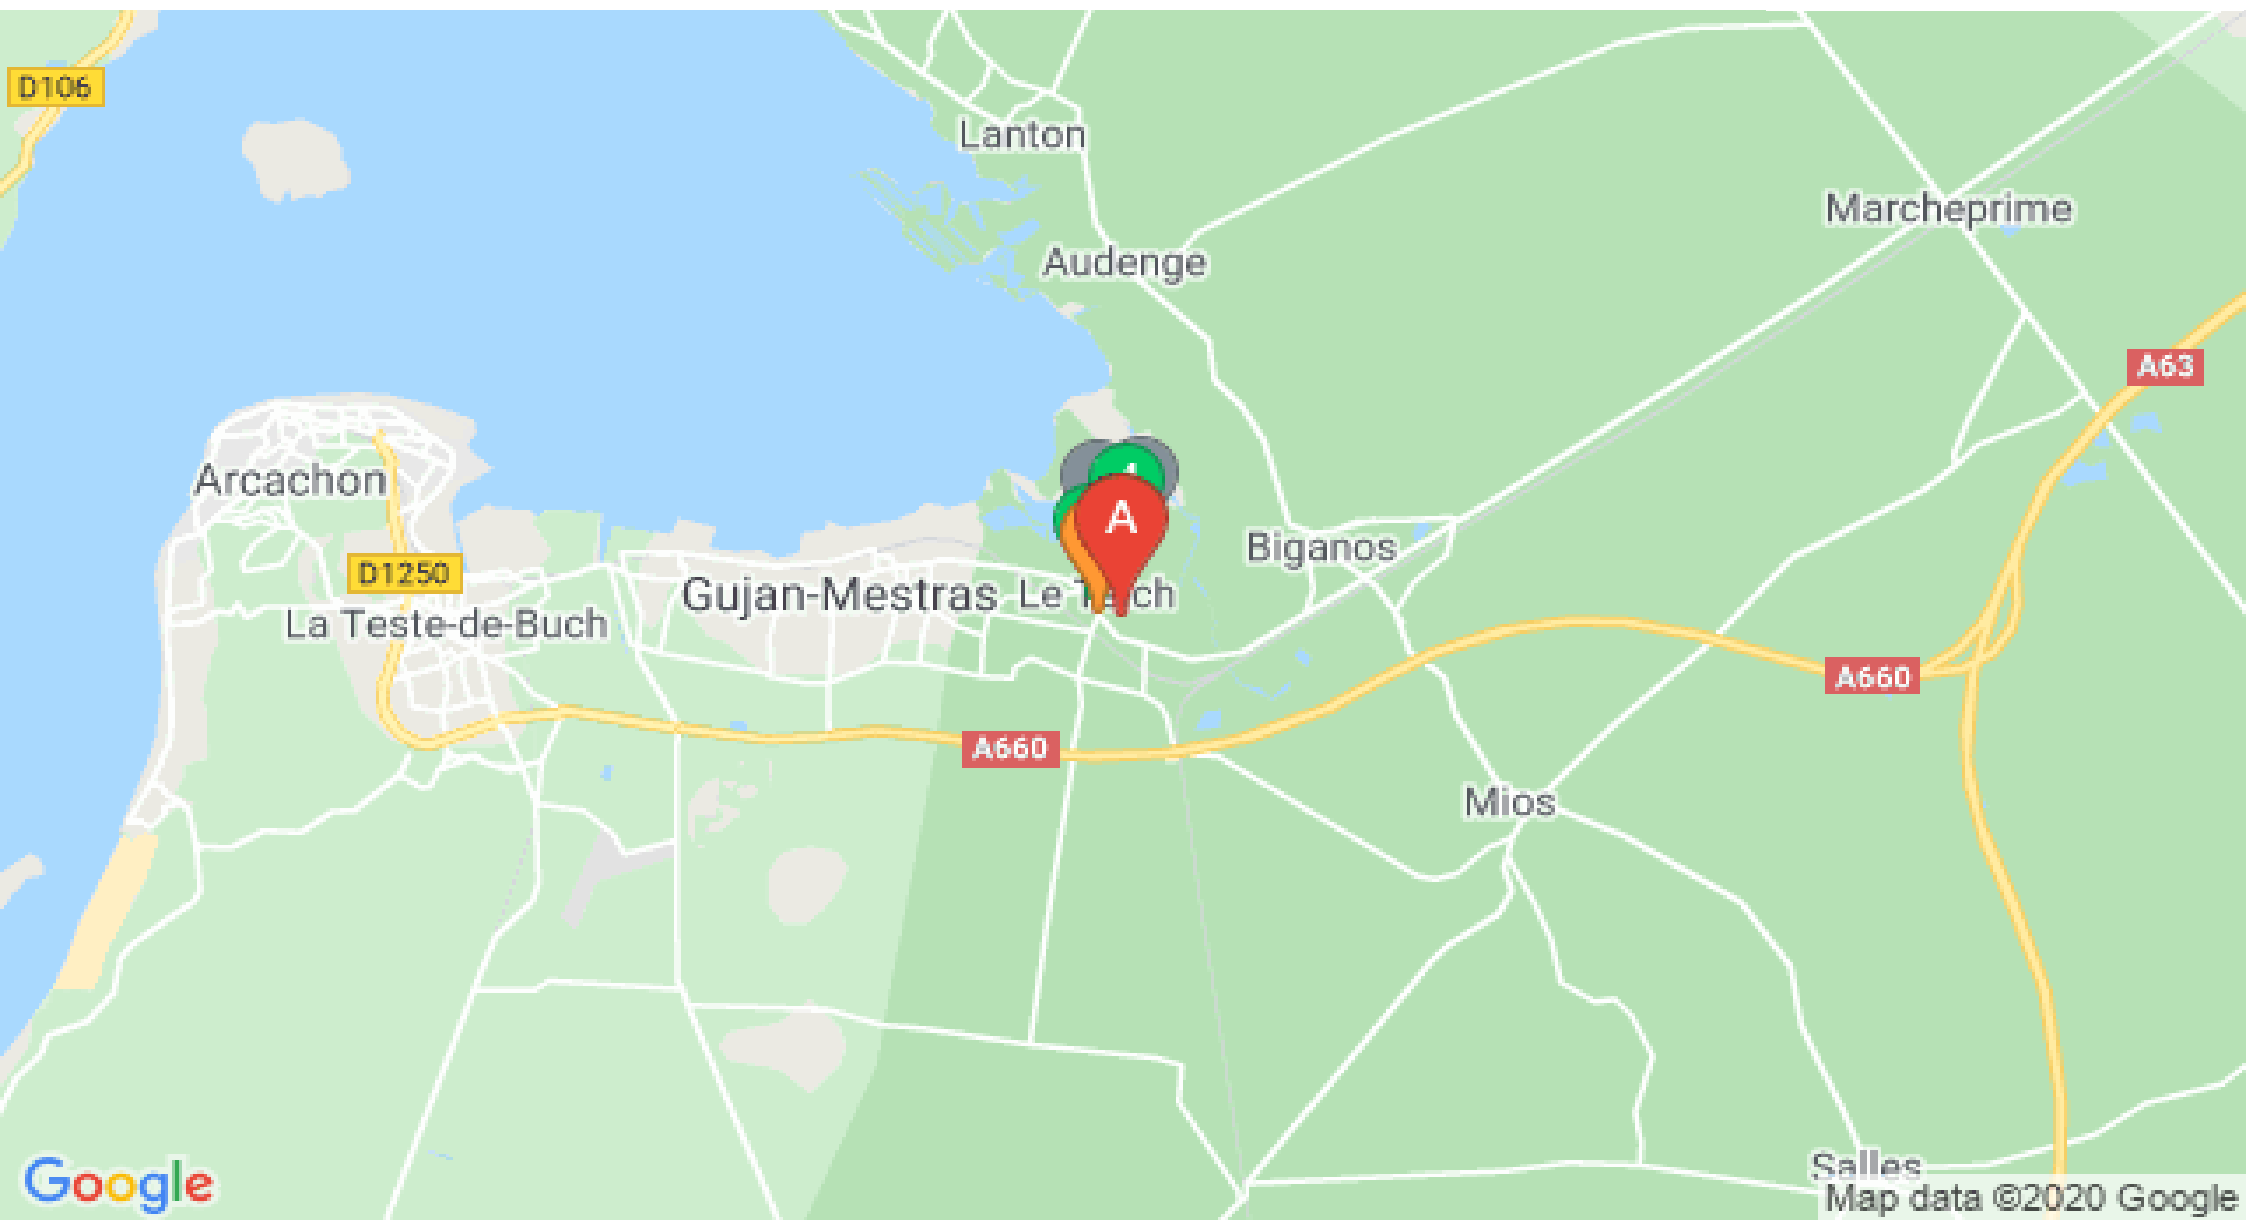 D106
Lanton
Marcheprime
Audenge
A63
Arcachon
A
Biganos
D1250
Gujan-Mestras
La Teste-de-Buch
A660
A660
Mios
Salles
Google
Map data ©2020 Google